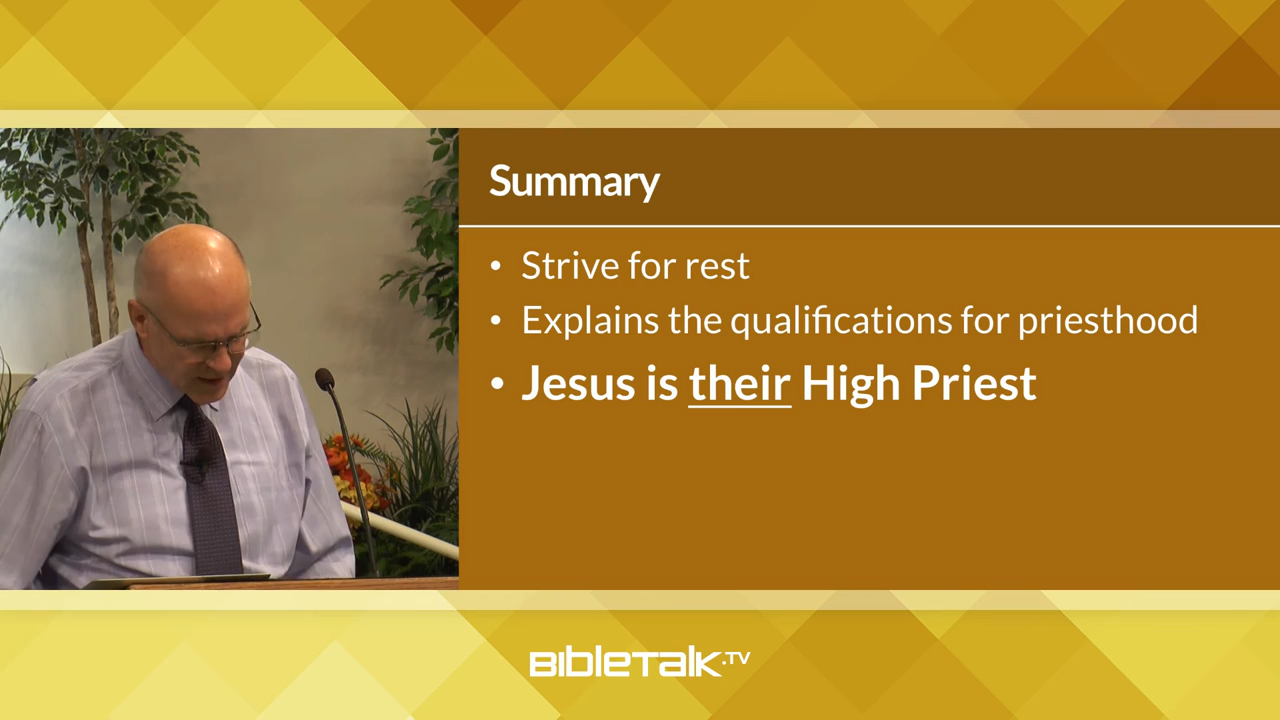 Summary
• Strive for rest
• Explains the qualifications for priesthood
• Jesus is their High Priest
BIBLETALK.TV